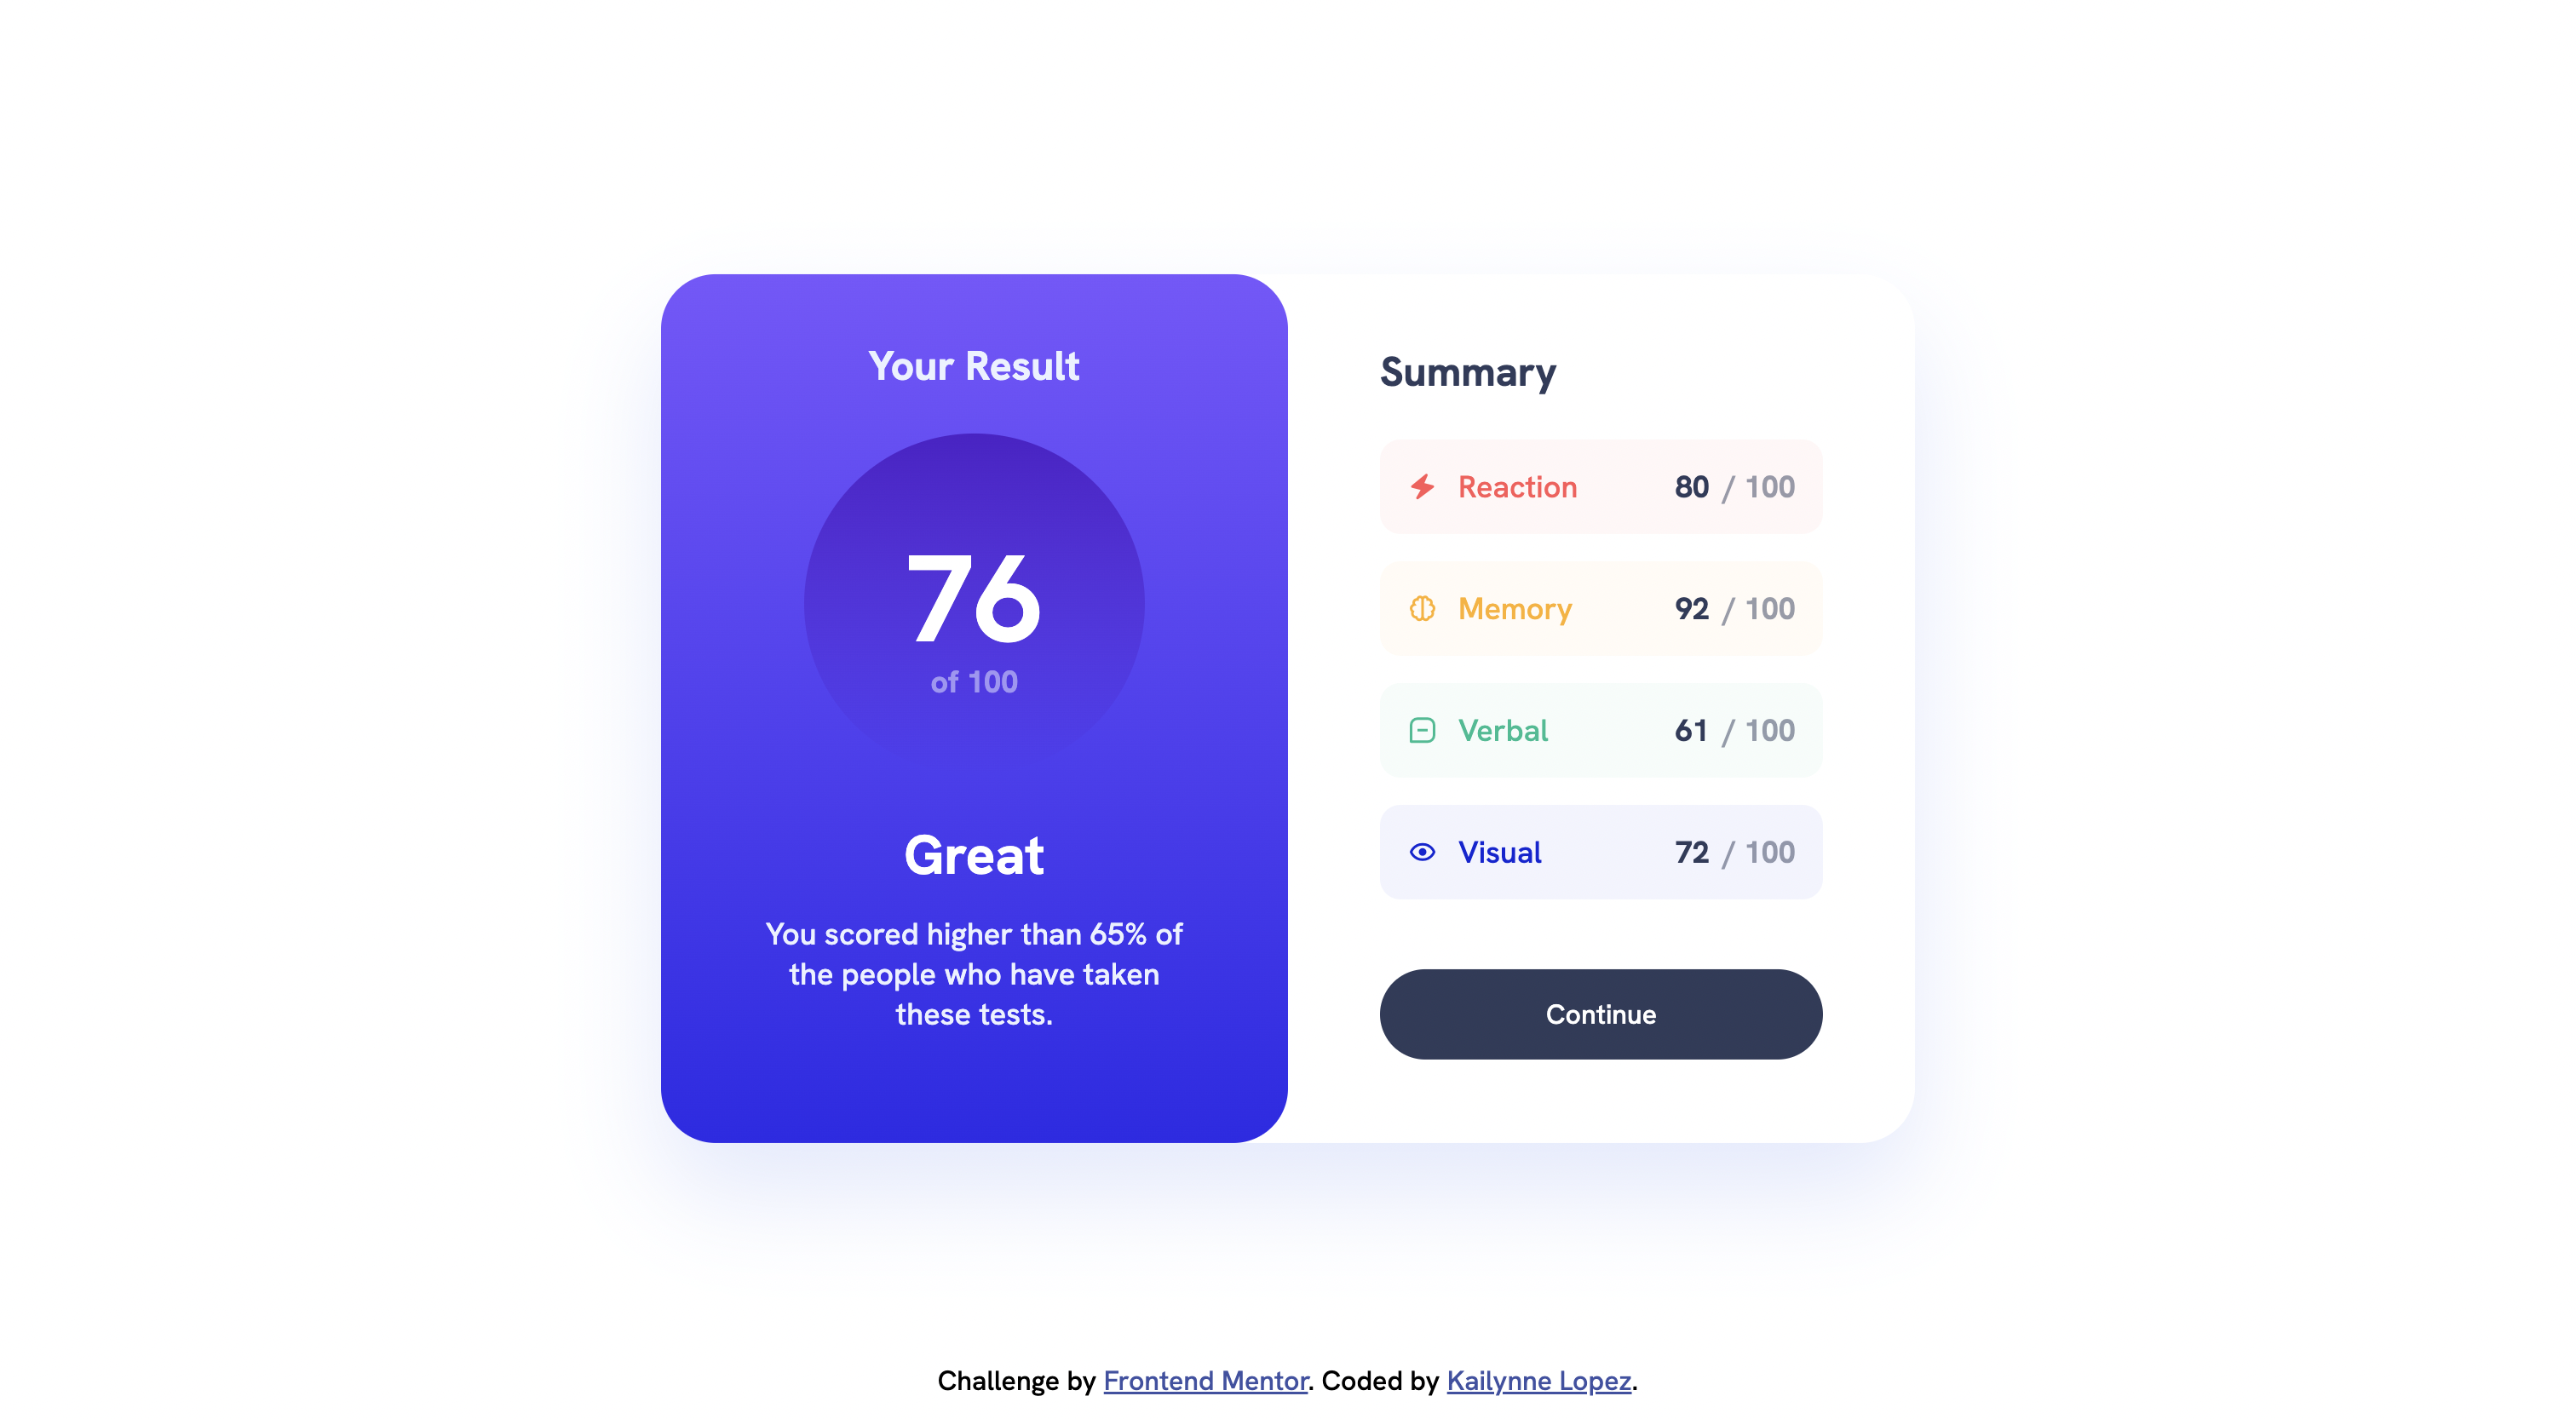 Your Result
76
of 100
Great
You scored higher than 65% of
the people who have taken
these tests.
Summary
Reaction 80 / 100
Memory 92 / 100
Verbal 61 / 100
Visual 72 / 100
Continue
Challenge by Frontend Mentor. Coded by Kailynne Lopez.